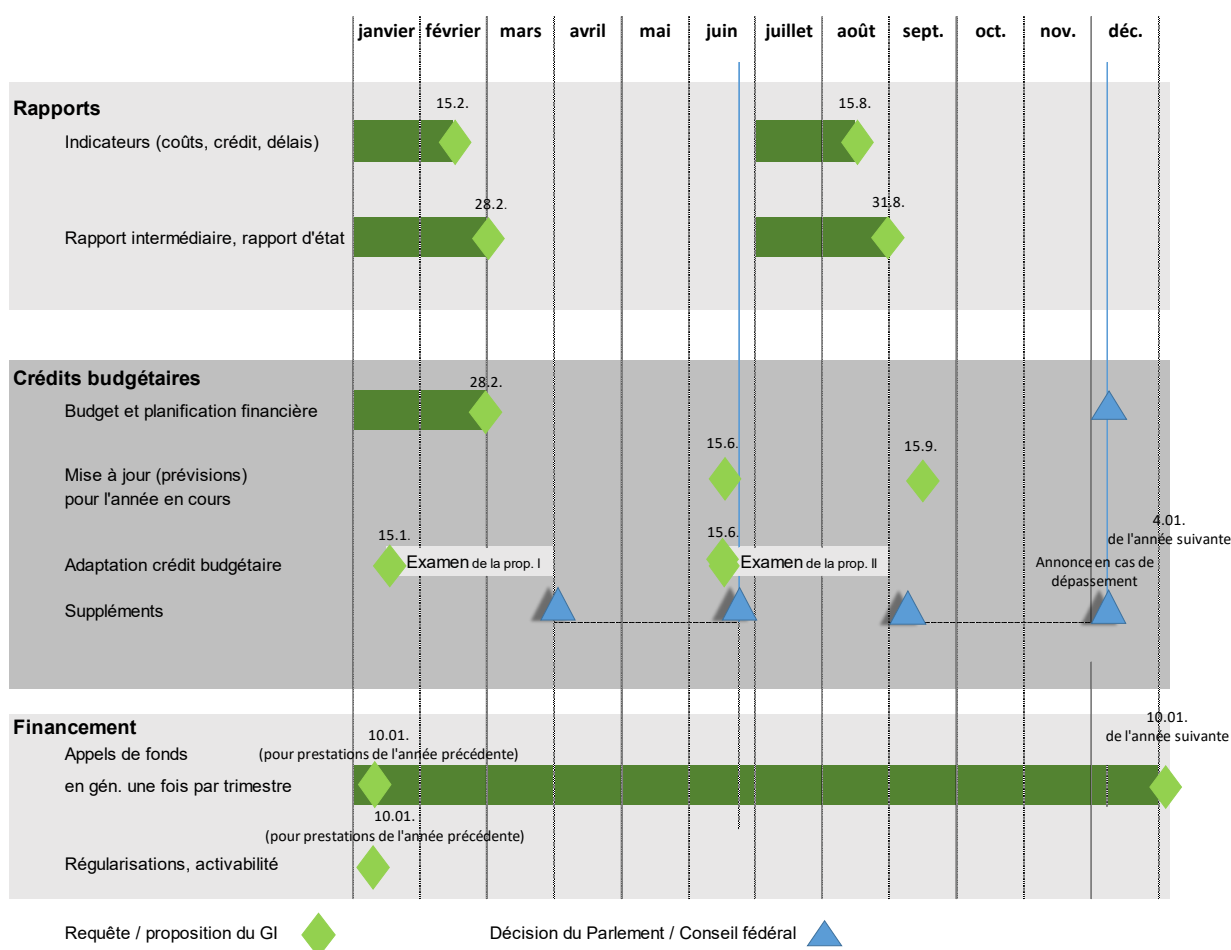 janvier février mars avril mai juin juillet août sept. oct. nov. déc.
Rapports
15.2. 15.8.
Indicateurs (coûts, crédit, délais)
28.2. 31.8.
Rapport intermédiaire, rapport d'état
Crédits budgétaires
28.2.
Budget et planification financière
15.6. 15.9.
Mise à jour (prévisions)
pour l'année en cours
4.01.
de l'année suivante
15.1. 15.6.
Adaptation crédit budgétaire
Examen de la prop. I
Examen de la prop. II
Annonce en cas de
dépassement
Suppléments
Financement
10.01.
de l'année suivante
10.01.
Appels de fonds
(pour prestations de l'année précédente)
en gén. une fois par trimestre
10.01.
(pour prestations de l'année précédente)
Régularisations, activabilité
Requête / proposition du GI
Décision du Parlement / Conseil fédéral